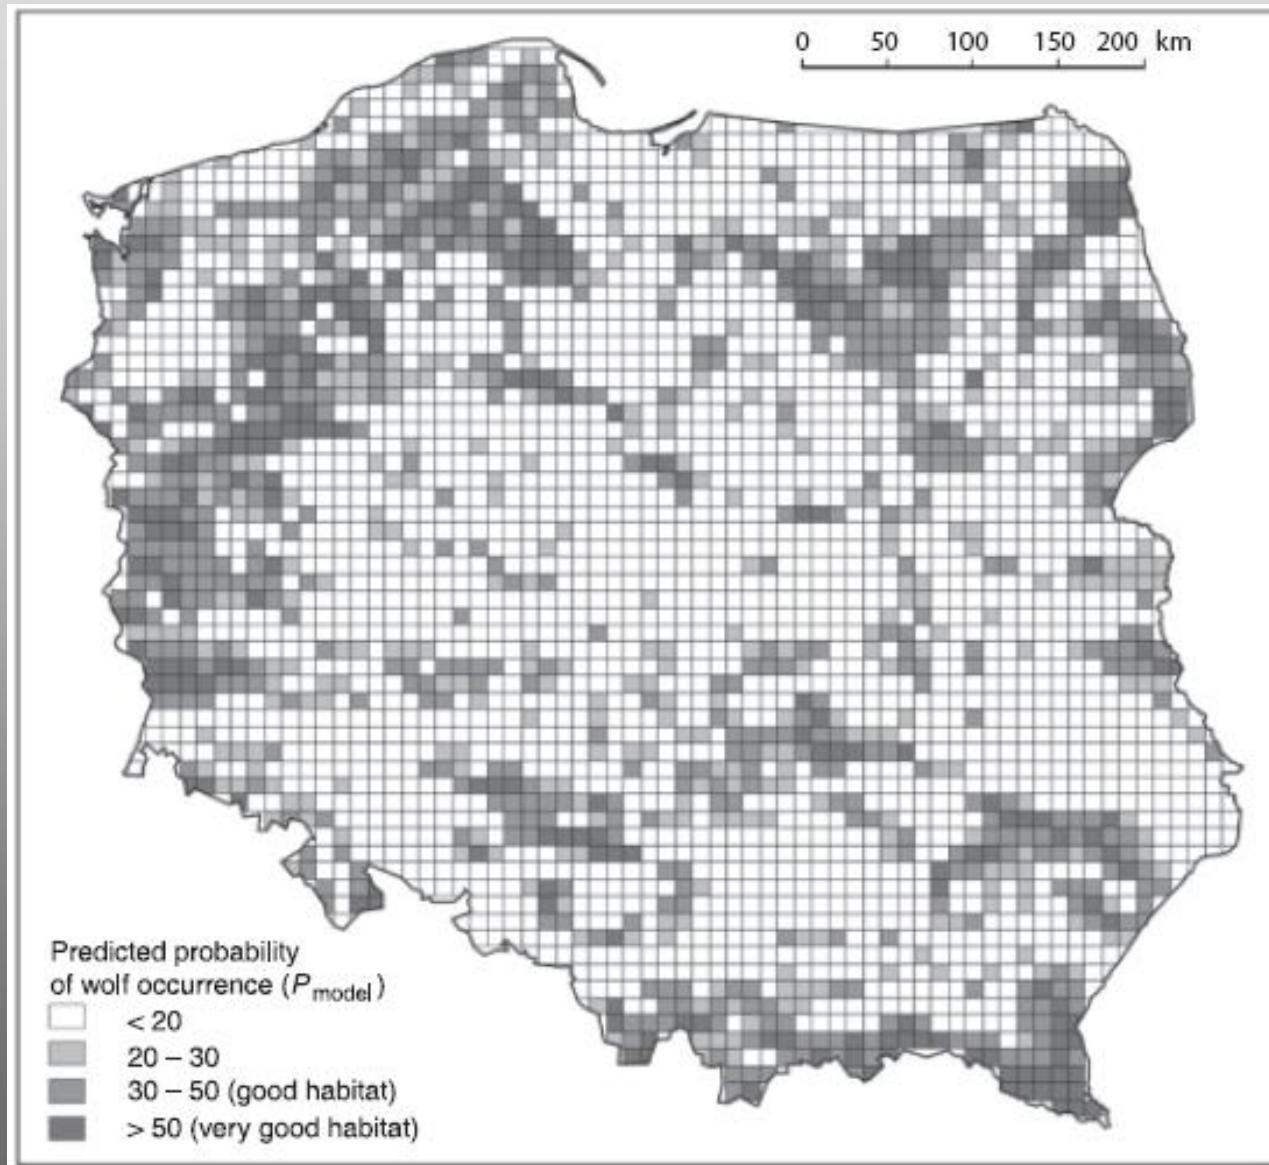 0 50 100 150 200 km
Predicted probability
of wolf occurrence (Pmodel)
< 20
20 – 30
30 – 50 (good habitat)
> 50 (very good habitat)